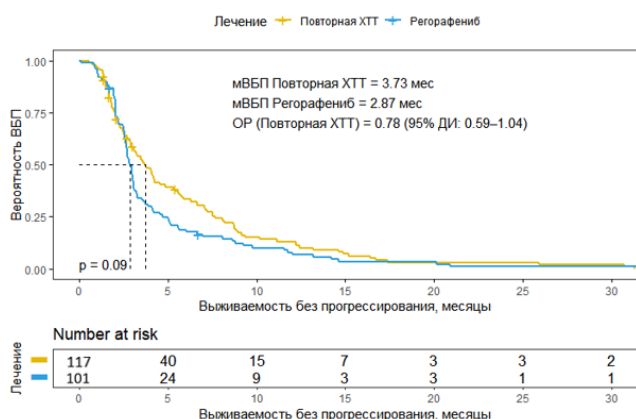 Лечение Повторная ХТТ Регорафениб
1.00
0.75
0.50
0.25
0.00
Вероятность ВБП
мВБП Повторная ХТТ = 3.73 мес
мВБП Регорафениб = 2.87 мес
ОР (Повторная ХТТ) = 0.78 (95% ДИ: 0.59–1.04)
p = 0.09
0 5 10 15 20 25 30
Выживаемость без прогрессирования, месяцы
Number at risk
Лечение
117 40 15 7 3 3 2
101 24 9 3 3 1 1
0 5 10 15 20 25 30
Выживаемость без прогрессирования, месяцы